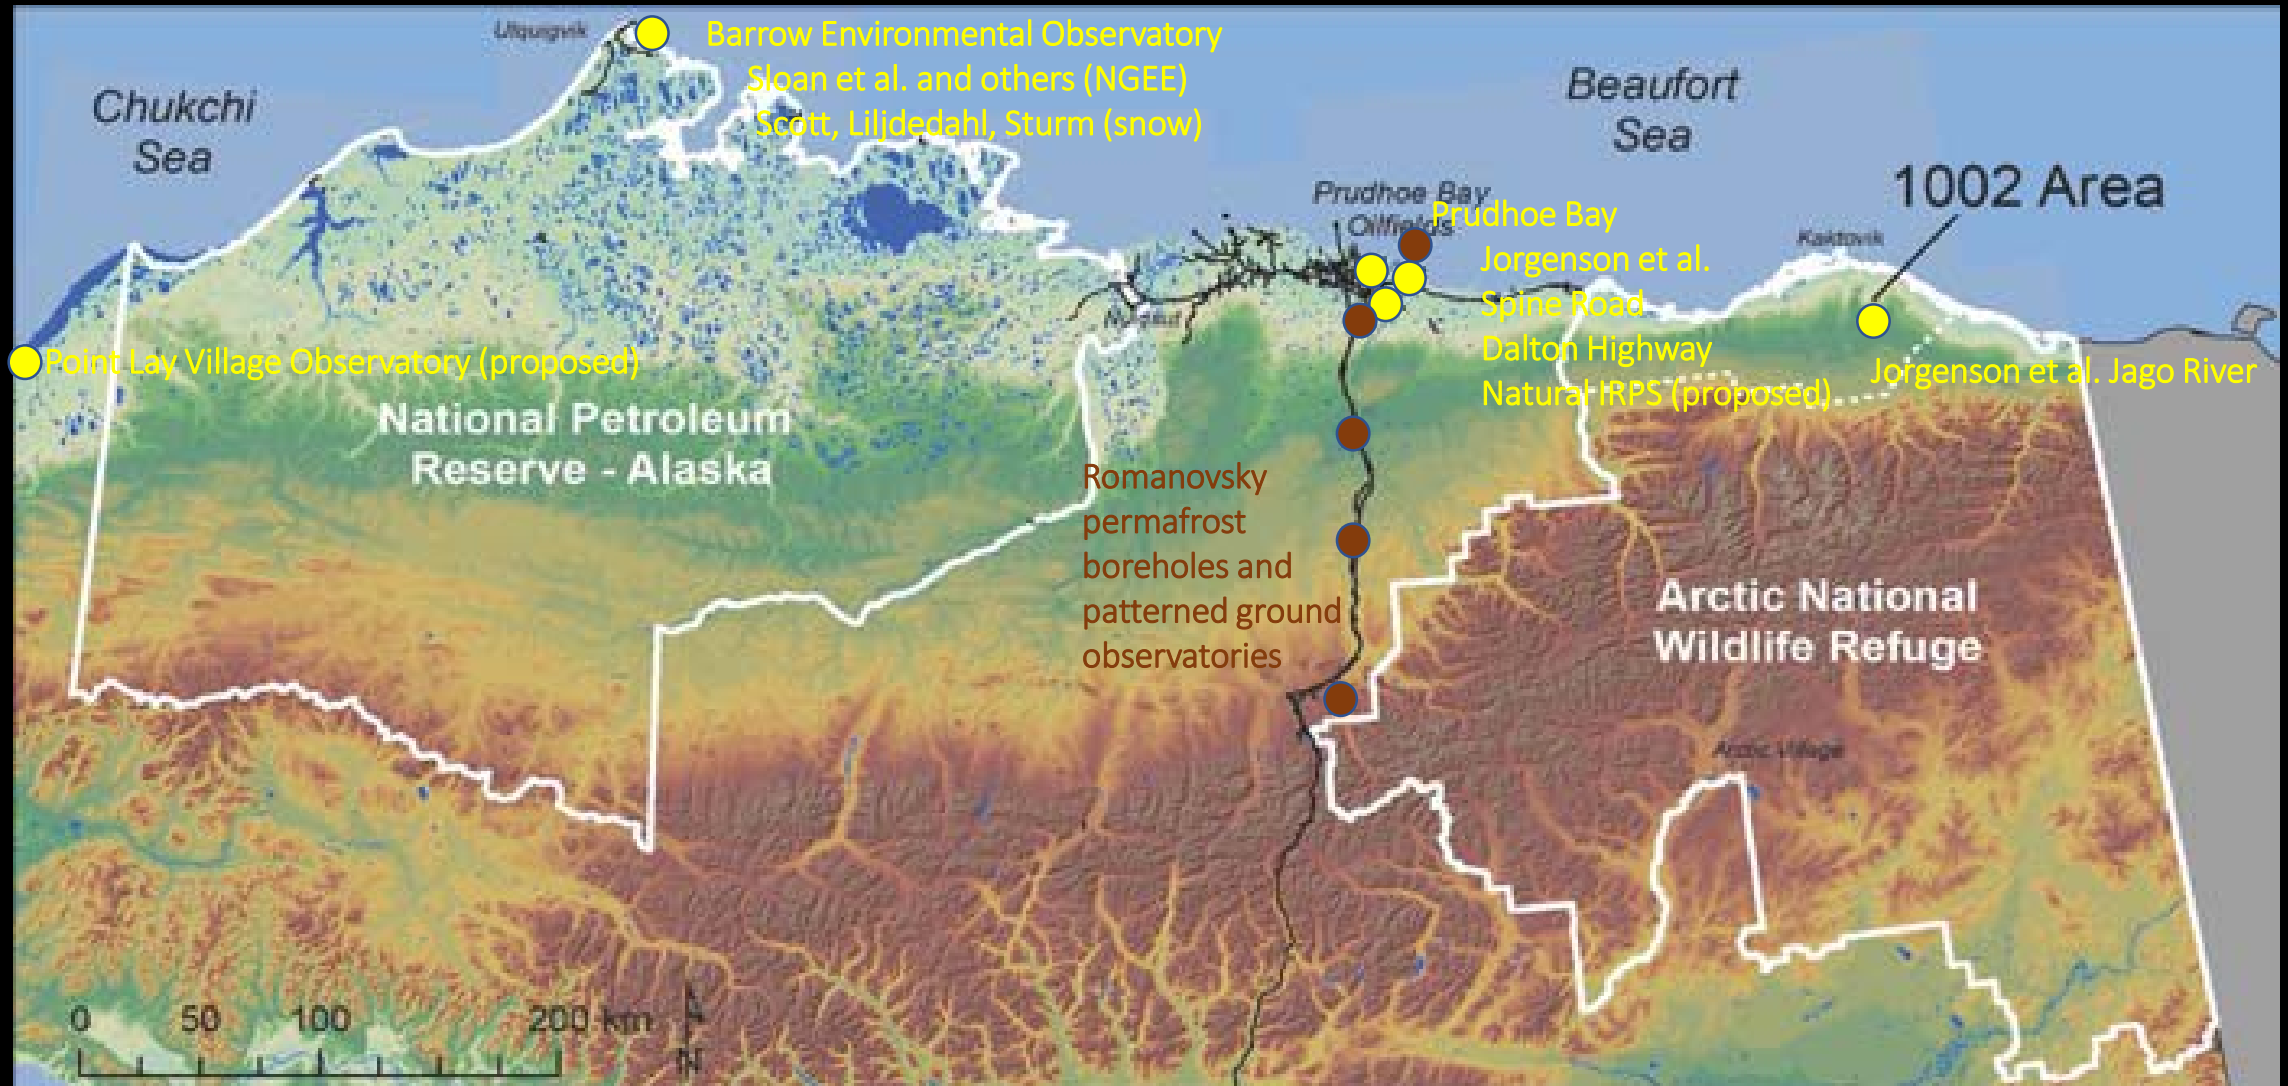 Utqiagvik
Barrow Environmental Observatory
Sloan et al. and others (NGEE)
Scott, Liljdedahl, Sturm (snow)
Chukchi
Sea
Beaufort
Sea
1002 Area
Prudhoe Bay
Oilfields
Prudhoe Bay
Jorgenson et al.
Spine Road
Dalton Highway
Natural IRPS (proposed)
Kaktovik
Nuiqsut
Point Lay Village Observatory (proposed)
Jorgenson et al. Jago River
National Petroleum
Reserve - Alaska
Romanovsky
permafrost
boreholes and
patterned ground
observatories
Arctic National
Wildlife Refuge
Arctic Village
0 50 100 200 km
N